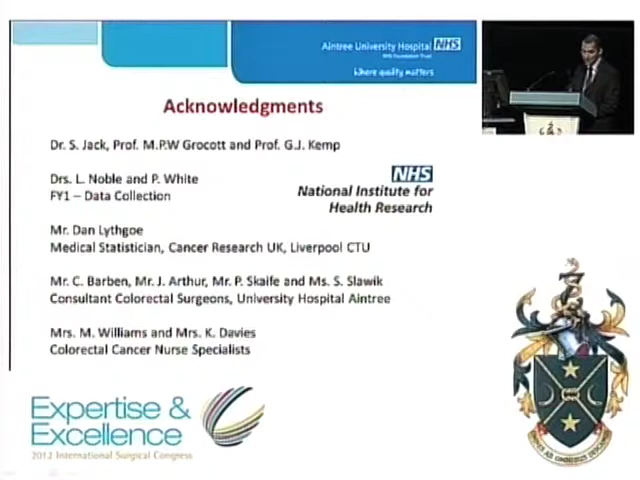 Aintree University Hospital NHS
NHS Foundation Trust
Where quality matters
Acknowledgments
Dr. S. Jack, Prof. M.P.W Grocott and Prof. G.J. Kemp
Drs. L. Noble and P. White
FY1 – Data Collection
NHS
National Institute for
Health Research
Mr. Dan Lythgoe
Medical Statistician, Cancer Research UK, Liverpool CTU
Mr. C. Barben, Mr. J. Arthur, Mr. P. Skaife and Ms. S. Slawik
Consultant Colorectal Surgeons, University Hospital Aintree
Mrs. M. Williams and Mrs. K. Davies
Colorectal Cancer Nurse Specialists
Expertise &
Excellence
2012 International Surgical Congress